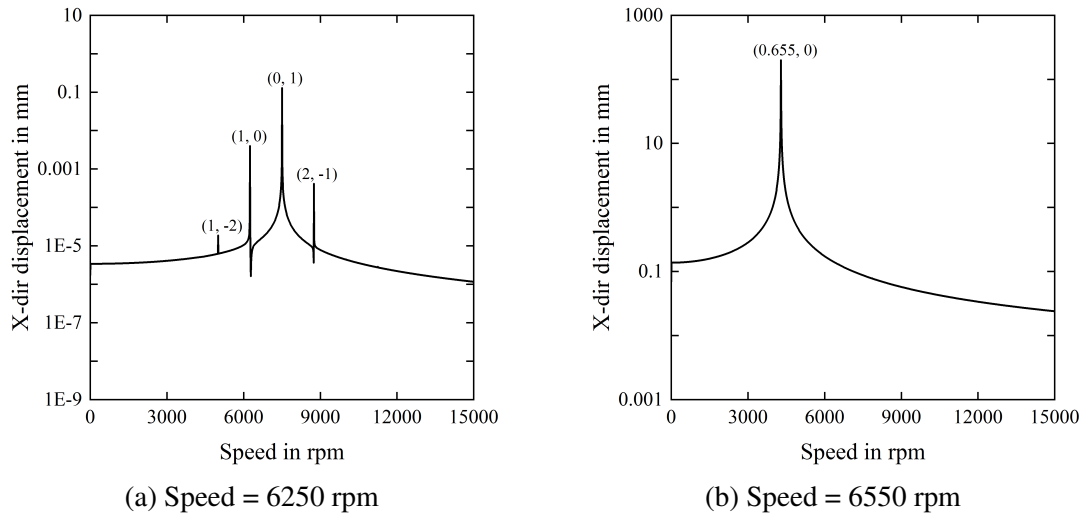 10
0.1
0.001
1E-5
1E-7
1E-9
X-dir displacement in mm
(1, -2)
(1, 0)
(0, 1)
(2, -1)
0 3000 6000 9000 12000 15000
Speed in rpm
(a) Speed = 6250 rpm
1000
10
0.1
0.001
X-dir displacement in mm
(0.655, 0)
0 3000 6000 9000 12000 15000
Speed in rpm
(b) Speed = 6550 rpm